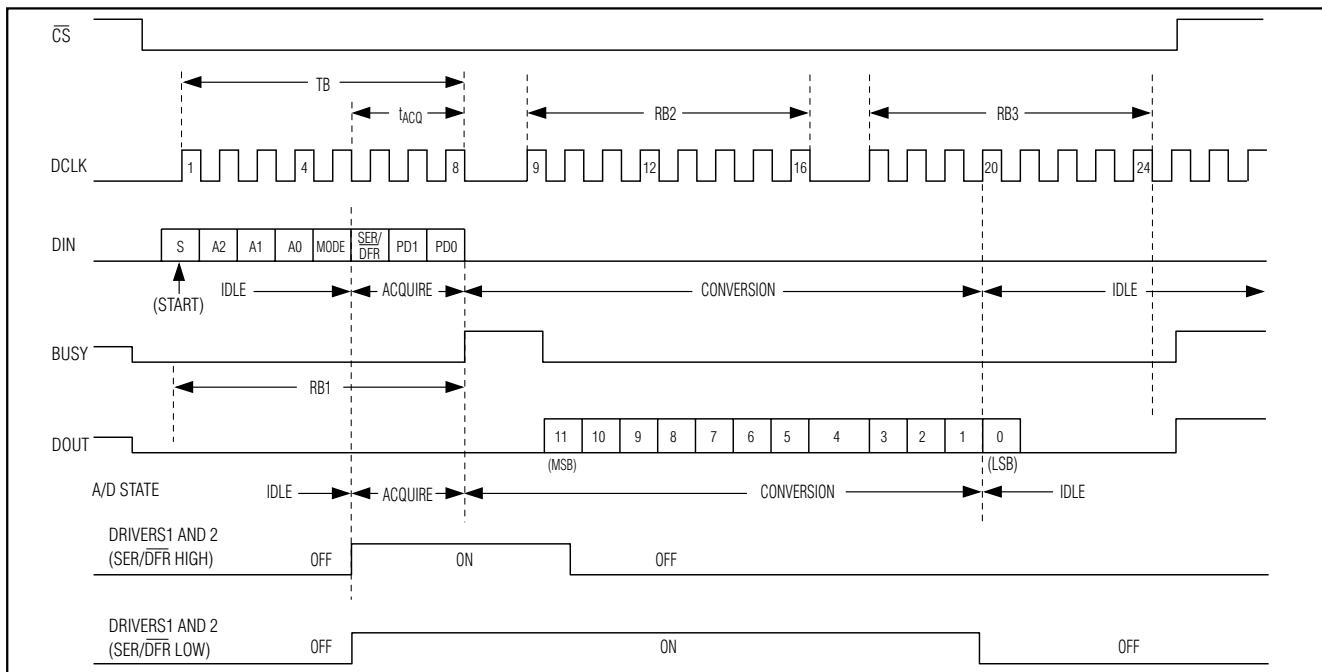 CS
TB
tACQ
RB2
RB3
DCLK
1 4 8 9 12 16 20 24
DIN
S A2 A1 A0 MODE SER/DFR PD1 PD0
(START)
IDLE ACQUIRE CONVERSION IDLE
BUSY
RB1
DOUT
11 10 9 8 7 6 5 4 3 2 1 0
(MSB) (LSB)
A/D STATE IDLE ACQUIRE CONVERSION IDLE
DRIVERS1 AND 2
(SER/DFR HIGH) OFF ON OFF
DRIVERS1 AND 2
(SER/DFR LOW) OFF ON OFF